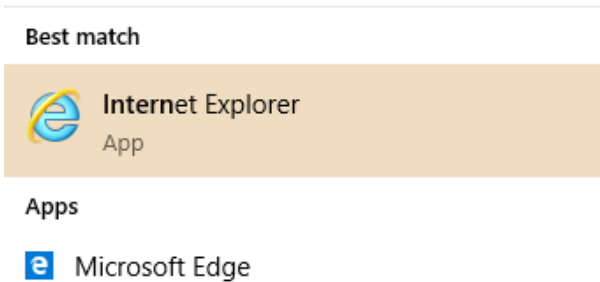 Best match
Internet Explorer
App
Apps
Microsoft Edge